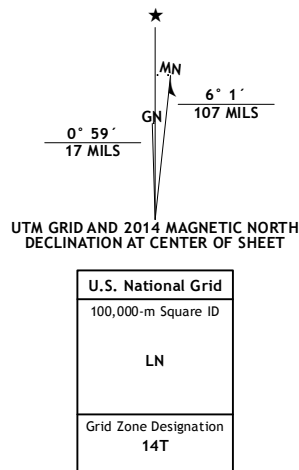 ★
MN
GN
6° 1´
107 MILS
0° 59´
17 MILS
UTM GRID AND 2014 MAGNETIC NORTH
DECLINATION AT CENTER OF SHEET
U.S. National Grid
100,000-m Square ID
LN
Grid Zone Designation
14T